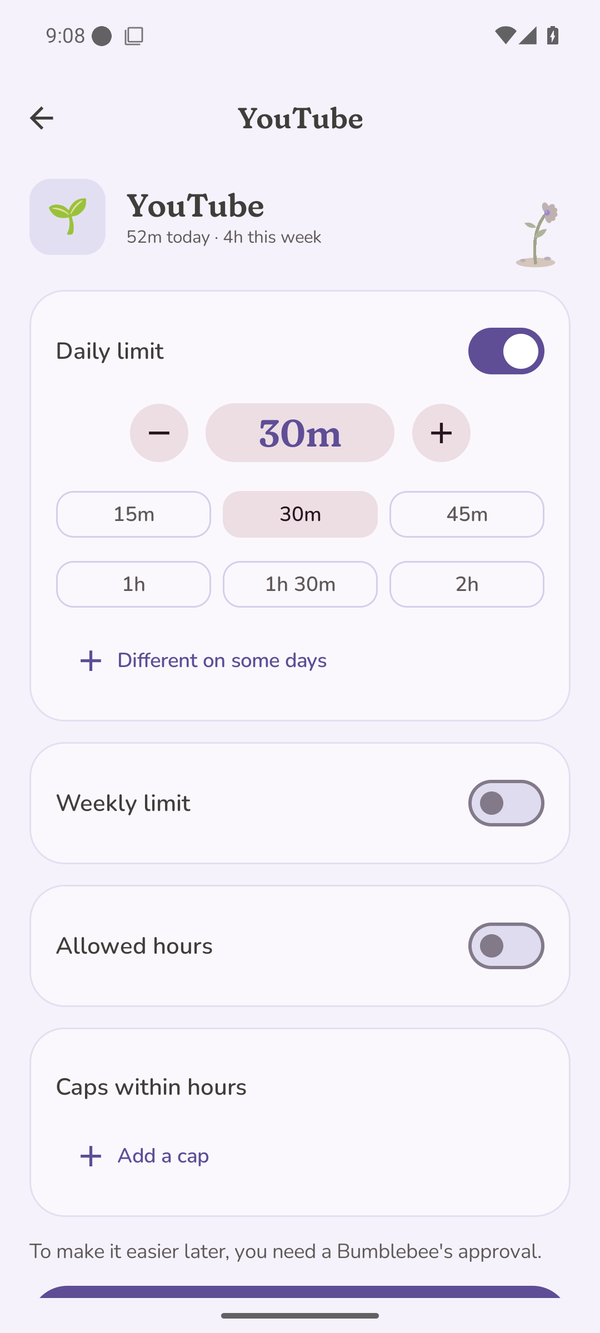 9:08
YouTube
YouTube
52m today · 4h this week
Daily limit
30m
15m 30m 45m
1h 1h 30m 2h
Different on some days
Weekly limit
Allowed hours
Caps within hours
Add a cap
To make it easier later, you need a Bumblebee's approval.